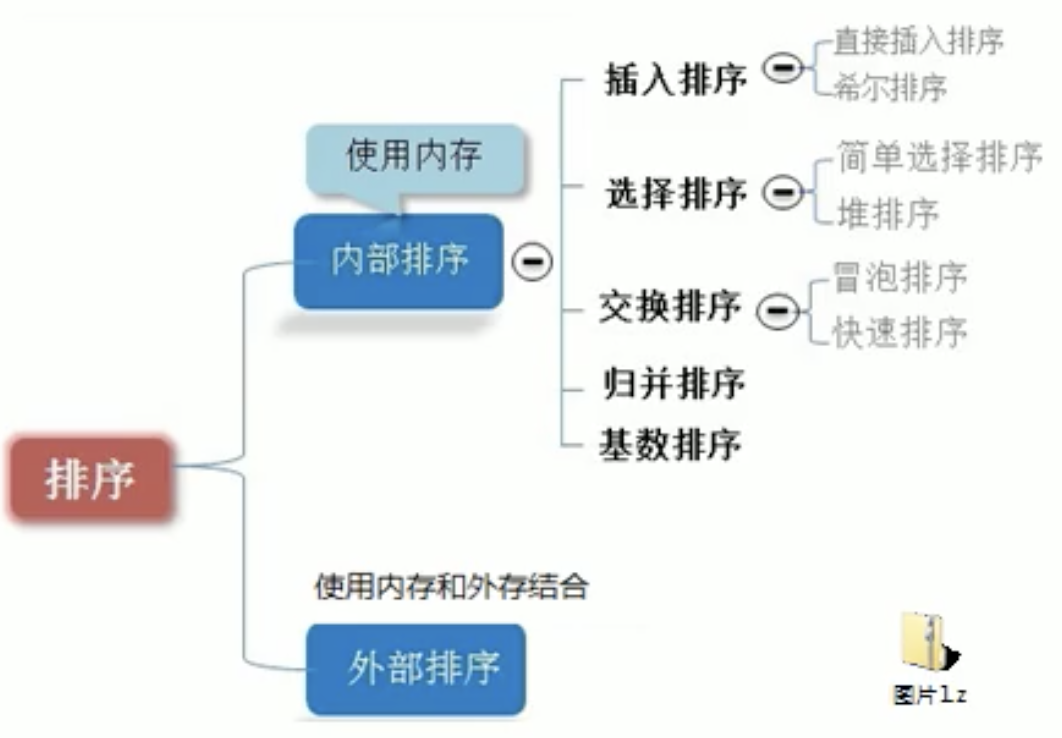 排序
使用内存
内部排序
插入排序
直接插入排序
希尔排序
选择排序
简单选择排序
堆排序
交换排序
冒泡排序
快速排序
归并排序
基数排序
使用内存和外存结合
外部排序
图片lz